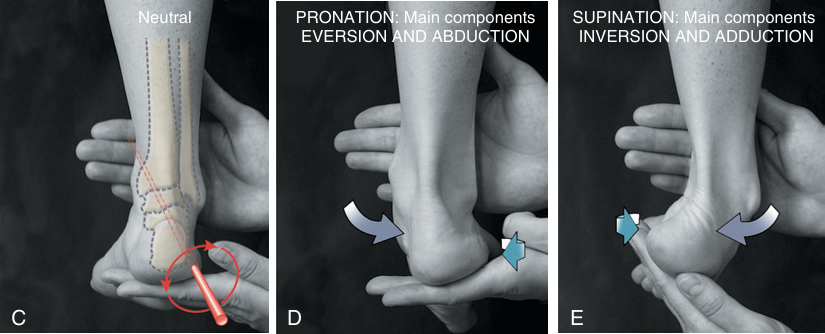 Neutral
C
PRONATION: Main components
EVERSION AND ABDUCTION
D
SUPINATION: Main components
INVERSION AND ADDUCTION
E